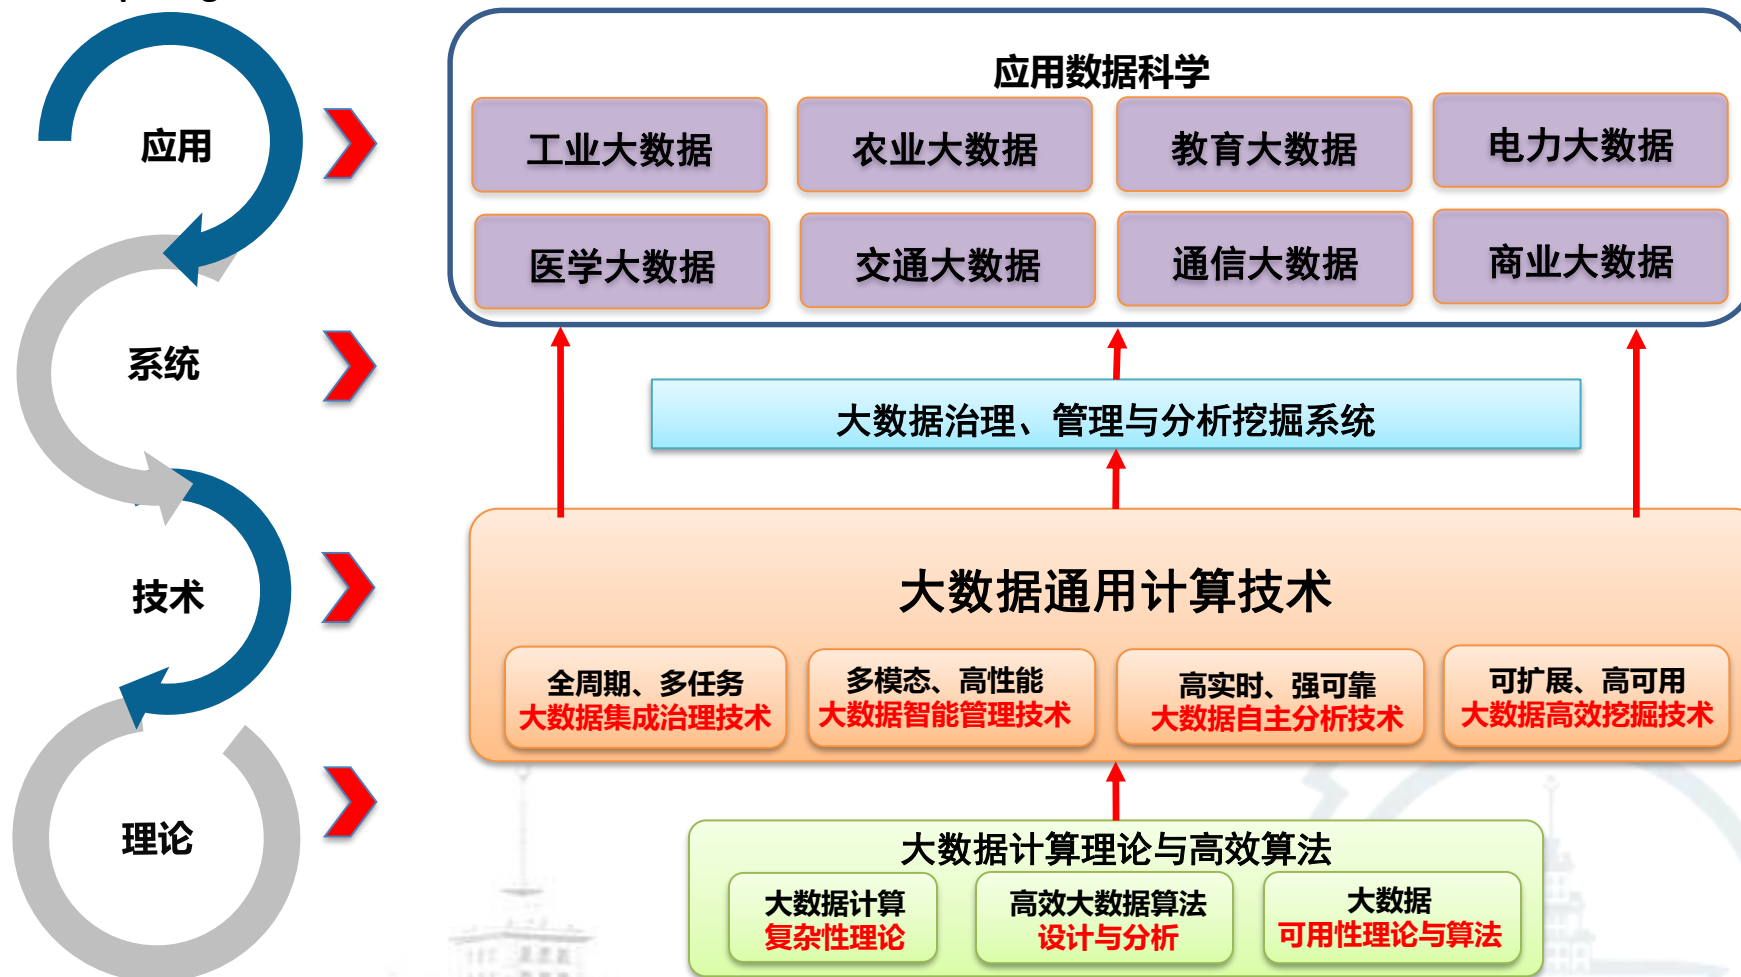 应用数据科学
工业大数据
农业大数据
教育大数据
电力大数据
应用
医学大数据
交通大数据
通信大数据
商业大数据
系统
大数据治理、管理与分析挖掘系统
技术
大数据通用计算技术
全周期、多任务
大数据集成治理技术
多模态、高性能
大数据智能管理技术
高实时、强可靠
大数据自主分析技术
可扩展、高可用
大数据高效挖掘技术
理论
大数据计算理论与高效算法
大数据计算
复杂性理论
高效大数据算法
设计与分析
大数据
可用性理论与算法